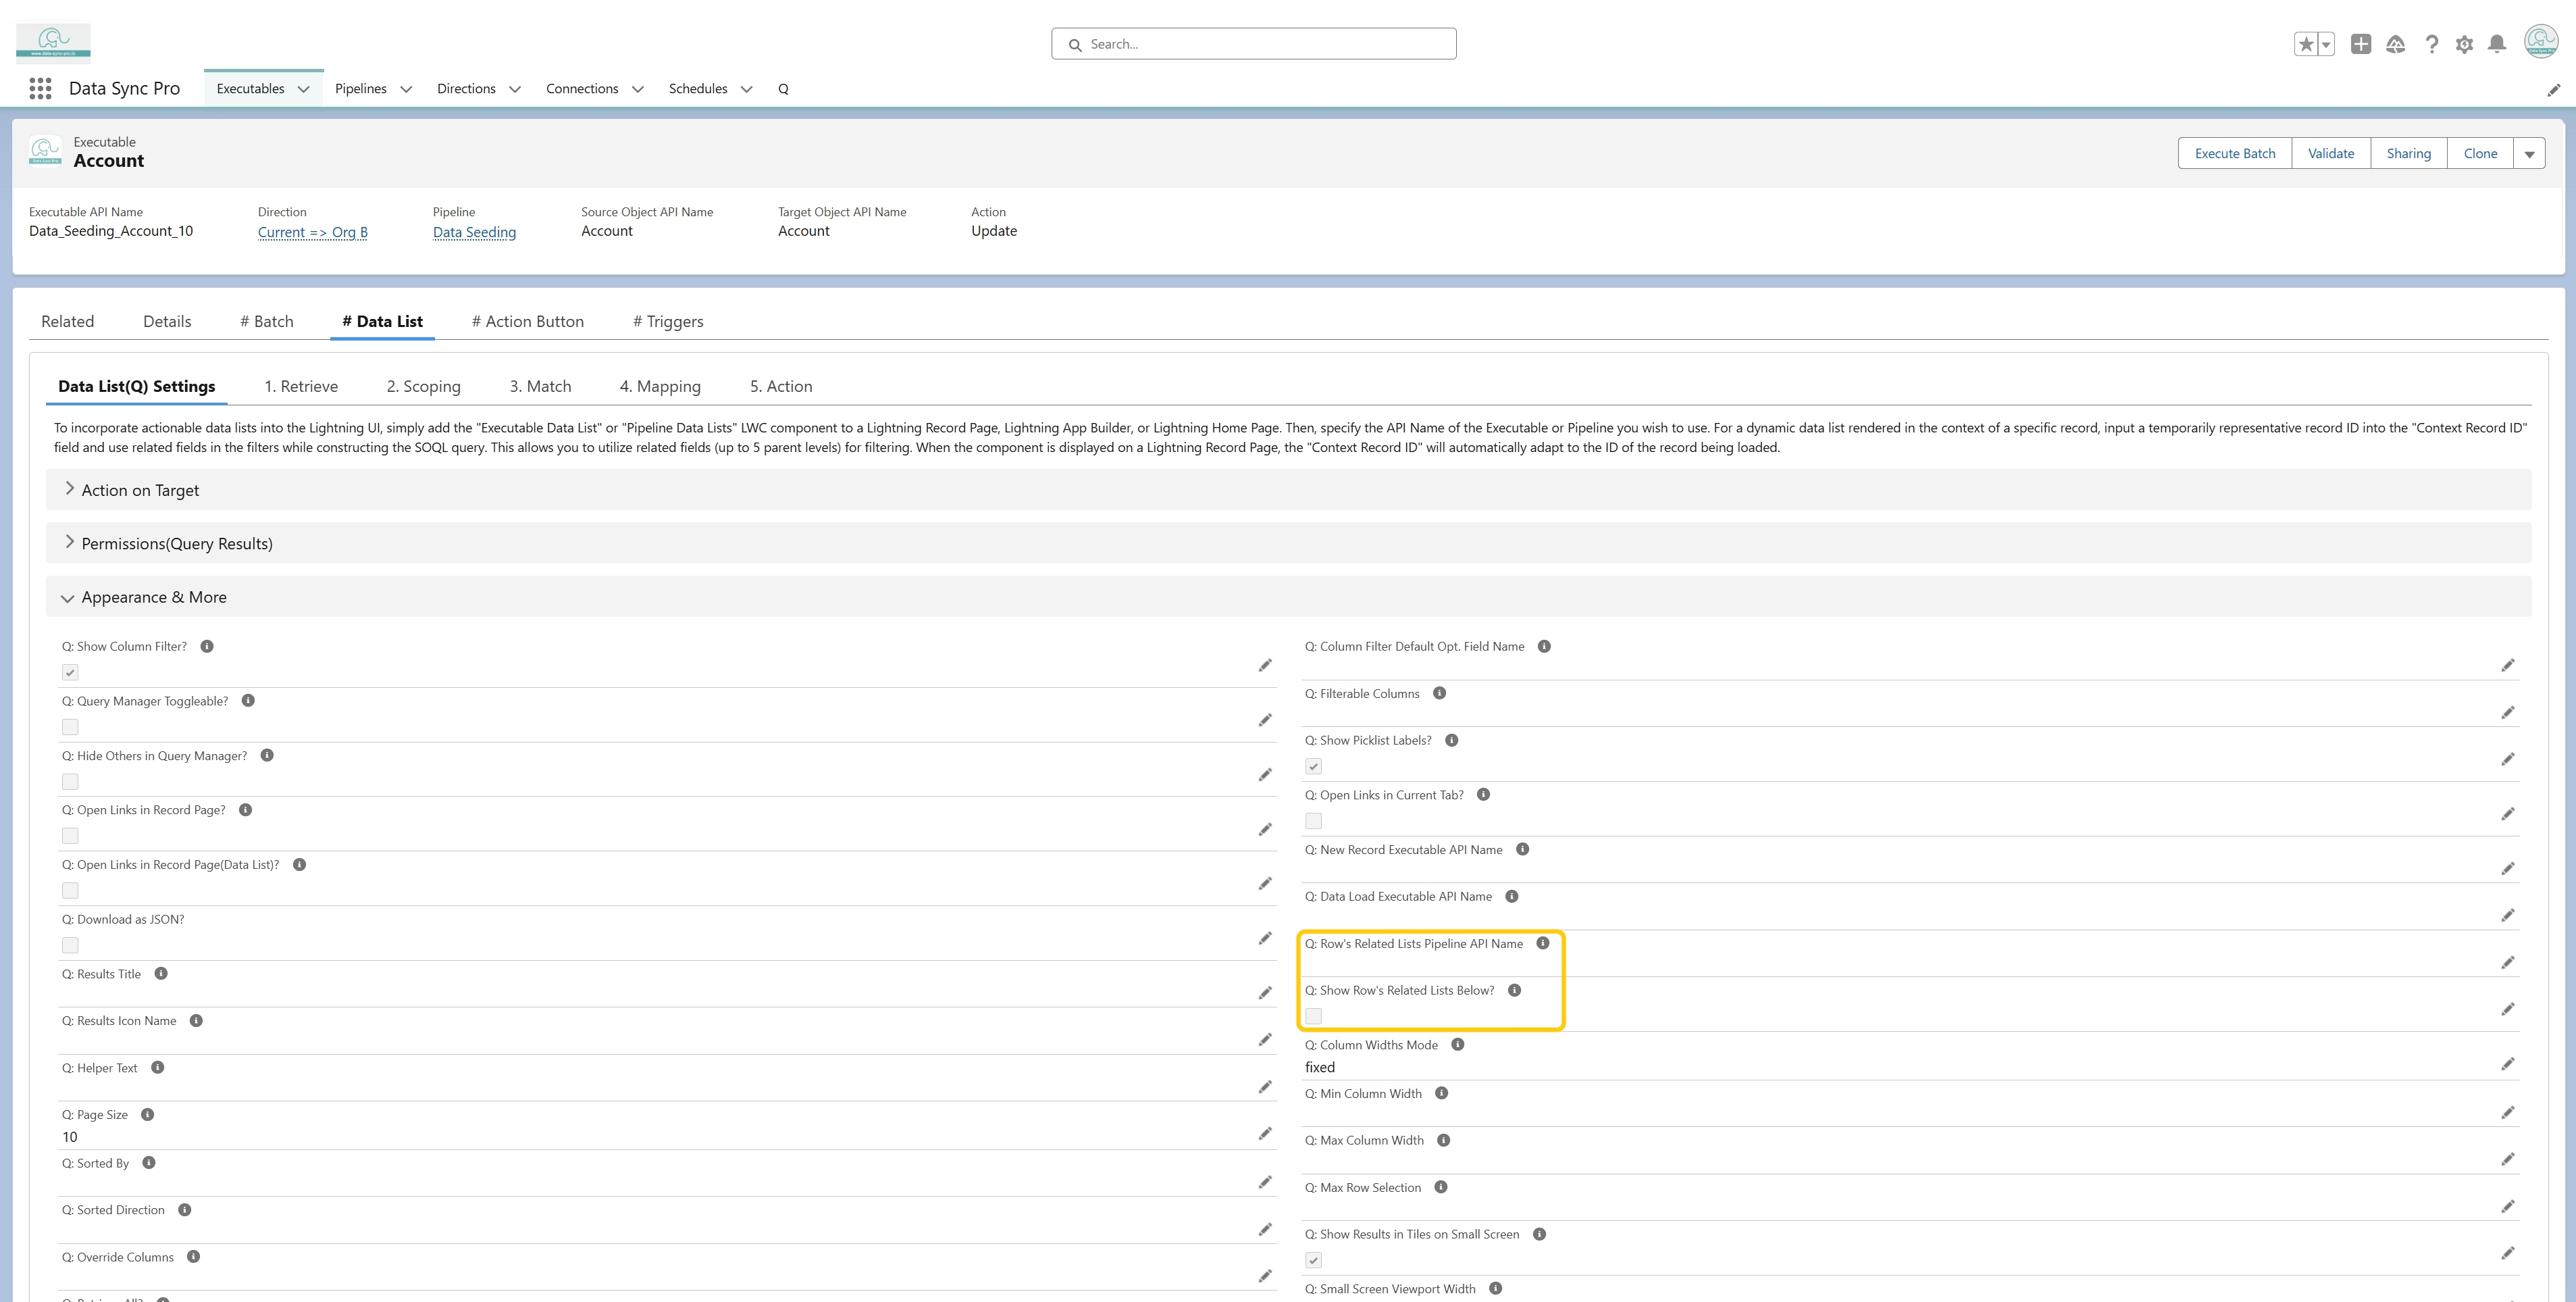 www.data-sync-pro.io
Search...
Data Sync Pro
Executables
Pipelines
Directions
Connections
Schedules
Q
Executable
Account
Execute Batch
Validate
Sharing
Clone
Executable API Name
Data_Seeding_Account_10
Direction
Current => Org B
Pipeline
Data Seeding
Source Object API Name
Account
Target Object API Name
Account
Action
Update
Related
Details
# Batch
# Data List
# Action Button
# Triggers
Data List(Q) Settings
1. Retrieve
2. Scoping
3. Match
4. Mapping
5. Action
To incorporate actionable data lists into the Lightning UI, simply add the "Executable Data List" or "Pipeline Data Lists" LWC component to a Lightning Record Page, Lightning App Builder, or Lightning Home Page. Then, specify the API Name of the Executable or Pipeline you wish to use. For a dynamic data list rendered in the context of a specific record, input a temporarily representative record ID into the "Context Record ID"
field and use related fields in the filters while constructing the SOQL query. This allows you to utilize related fields (up to 5 parent levels) for filtering. When the component is displayed on a Lightning Record Page, the "Context Record ID" will automatically adapt to the ID of the record being loaded.
Action on Target
Permissions(Query Results)
Appearance & More
Q: Show Column Filter?
Q: Query Manager Toggleable?
Q: Hide Others in Query Manager?
Q: Open Links in Record Page?
Q: Open Links in Record Page(Data List)?
Q: Download as JSON?
Q: Results Title
Q: Results Icon Name
Q: Helper Text
Q: Page Size
10
Q: Sorted By
Q: Sorted Direction
Q: Override Columns
Q: Column Filter Default Opt. Field Name
Q: Filterable Columns
Q: Show Picklist Labels?
Q: Open Links in Current Tab?
Q: New Record Executable API Name
Q: Data Load Executable API Name
Q: Row's Related Lists Pipeline API Name
Q: Show Row's Related Lists Below?
Q: Column Widths Mode
fixed
Q: Min Column Width
Q: Max Column Width
Q: Max Row Selection
Q: Show Results in Tiles on Small Screen
Q: Small Screen Viewport Width